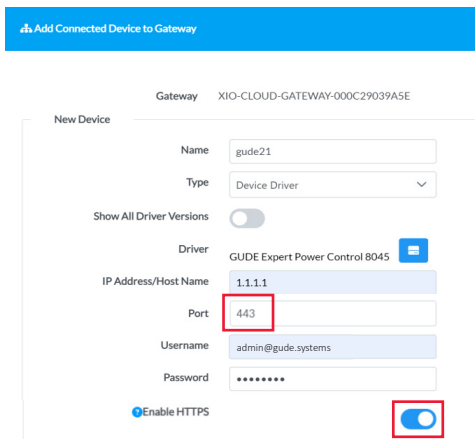 Add Connected Device to Gateway
Gateway XIO-CLOUD-GATEWAY-000C29039A5E
New Device
Name gude21
Type Device Driver
Show All Driver Versions
Driver GUDE Expert Power Control 8045
IP Address/Host Name 1.1.1.1
Port 443
Username admin@gude.systems
Password ••••••••
?Enable HTTPS